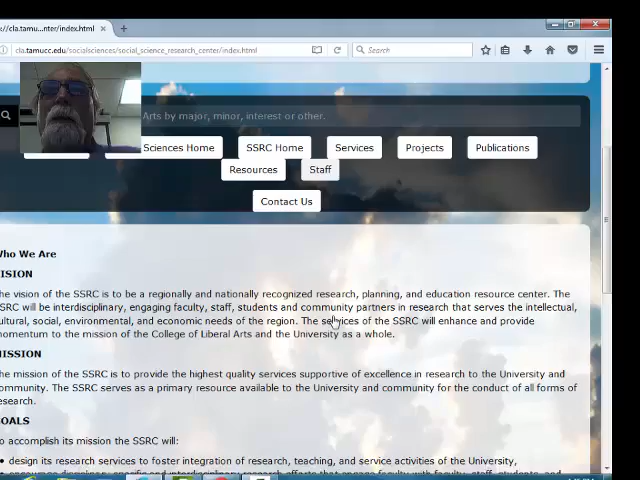 ://cla.tamu...nter/index.html
cla.tamucc.edu/socialsciences/social_science_research_center/index.html
Search
Arts by major, minor, interest or other.
Sciences Home
SSRC Home
Services
Projects
Publications
Resources
Staff
Contact Us
Who We Are
ISION
he vision of the SSRC is to be a regionally and nationally recognized research, planning, and education resource center. The
SRC will be interdisciplinary, engaging faculty, staff, students and community partners in research that serves the intellectual,
ultural, social, environmental, and economic needs of the region. The services of the SSRC will enhance and provide
omentum to the mission of the College of Liberal Arts and the University as a whole.
MISSION
he mission of the SSRC is to provide the highest quality services supportive of excellence in research to the University and
ommunity. The SSRC serves as a primary resource available to the University and community for the conduct of all forms of
esearch.
OALS
o accomplish its mission the SSRC will:
• design its research services to foster integration of research, teaching, and service activities of the University,